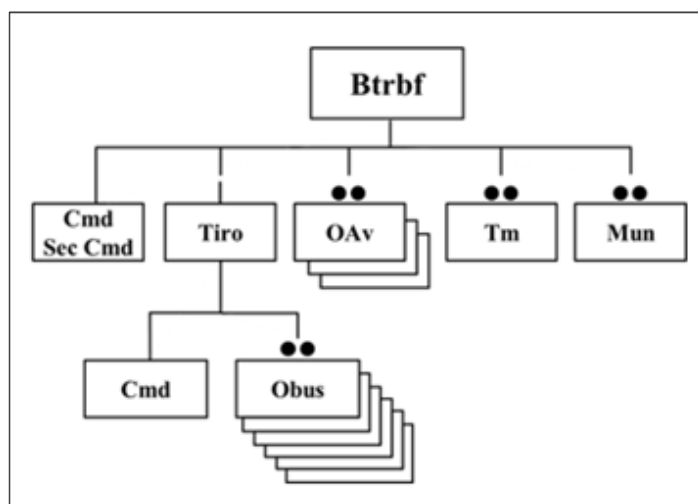 Btrbf
Cmd
Sec Cmd
Tiro
OAv
Tm
Mun
Cmd
Obus